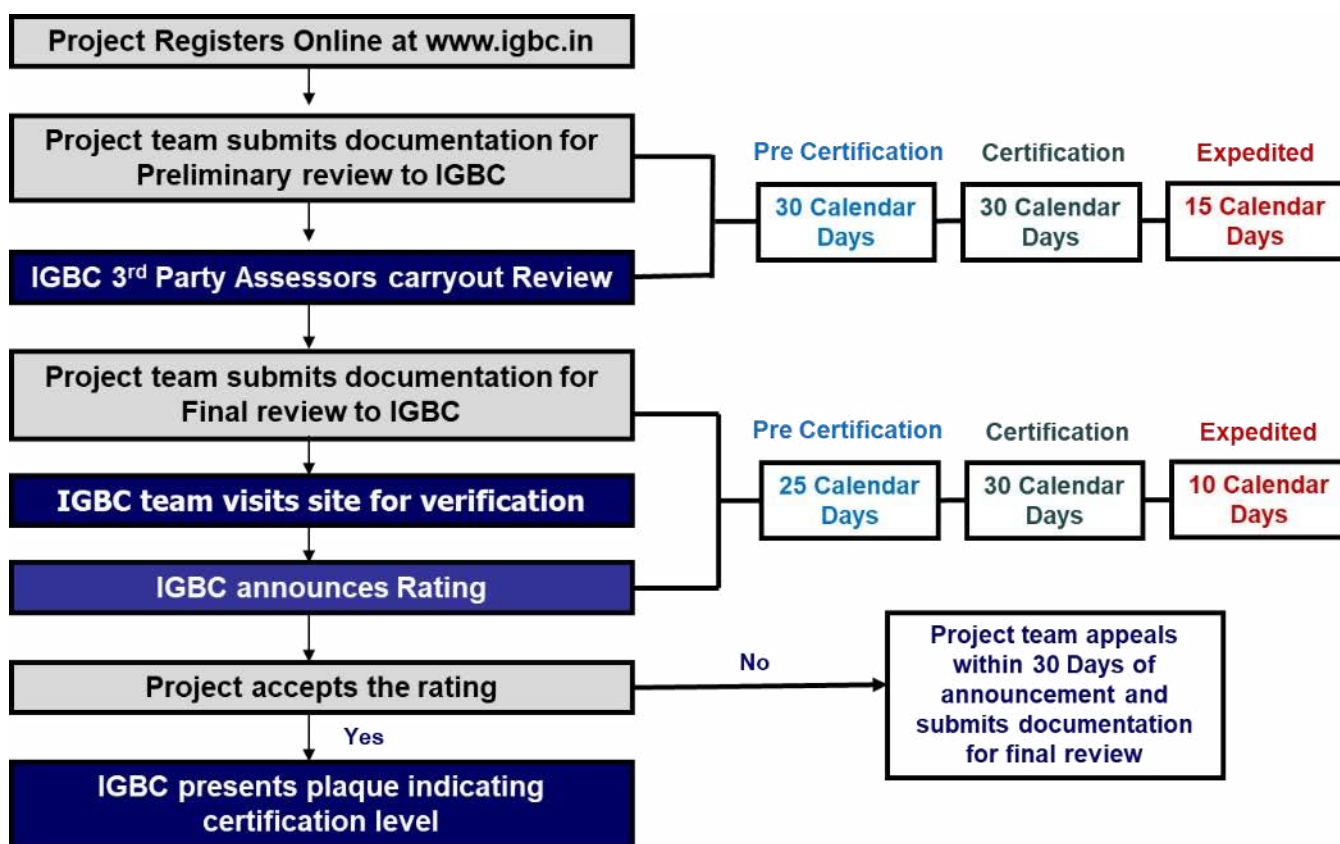 Project Registers Online at www.igbc.in
Project team submits documentation for
Preliminary review to IGBC
Pre Certification
Certification
Expedited
30 Calendar
Days
30 Calendar
Days
15 Calendar
Days
IGBC 3rd Party Assessors carryout Review
Project team submits documentation for
Final review to IGBC
Pre Certification
Certification
Expedited
25 Calendar
Days
30 Calendar
Days
10 Calendar
Days
IGBC team visits site for verification
IGBC announces Rating
Project accepts the rating
No
Project team appeals
within 30 Days of
announcement and
submits documentation
for final review
Yes
IGBC presents plaque indicating
certification level